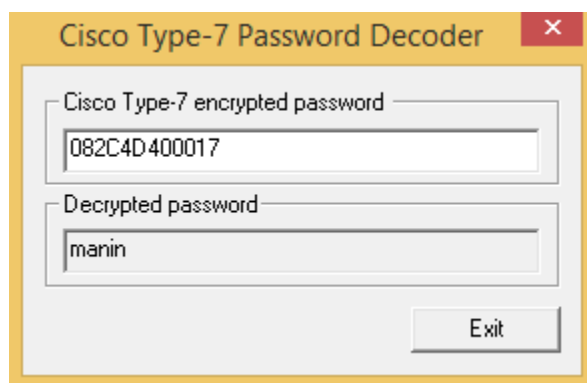 Cisco Type-7 Password Decoder
Cisco Type-7 encrypted password
082C4D400017
Decrypted password
manin
Exit